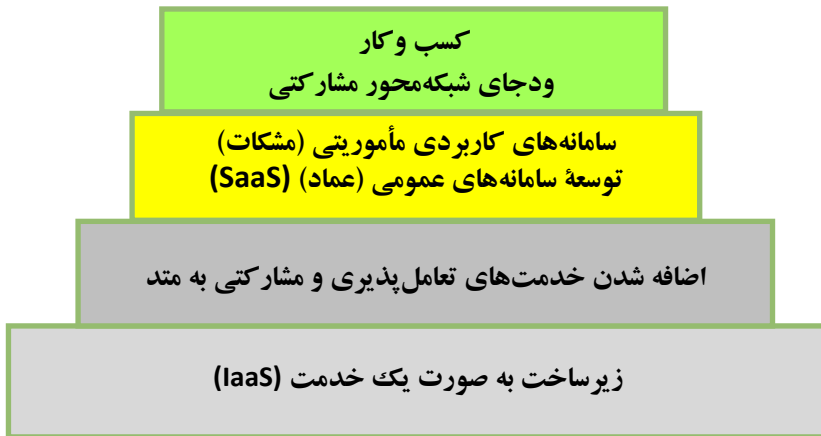 کسب و کار
ودجای شبکه‌محور مشارکتی
سامانه‌های کاربردی مأموریتی (مشکات)
توسعهٔ سامانه‌های عمومی (عماد) (SaaS)
اضافه شدن خدمت‌های تعامل‌پذیری و مشارکتی به متد
زیرساخت به صورت یک خدمت (IaaS)